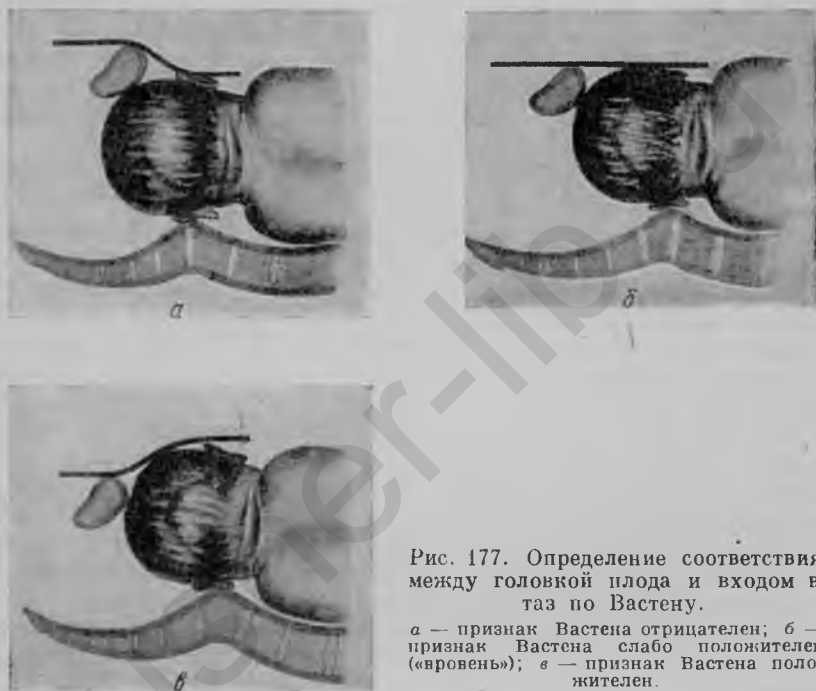 а
б
в
Рис. 177. Определение соответствия
между головкой плода и входом в
таз по Вастену.
а — признак Вастена отрицателен; б —
признак Вастена слабо положителен
(«вровень»); в — признак Вастена поло-
жителен.